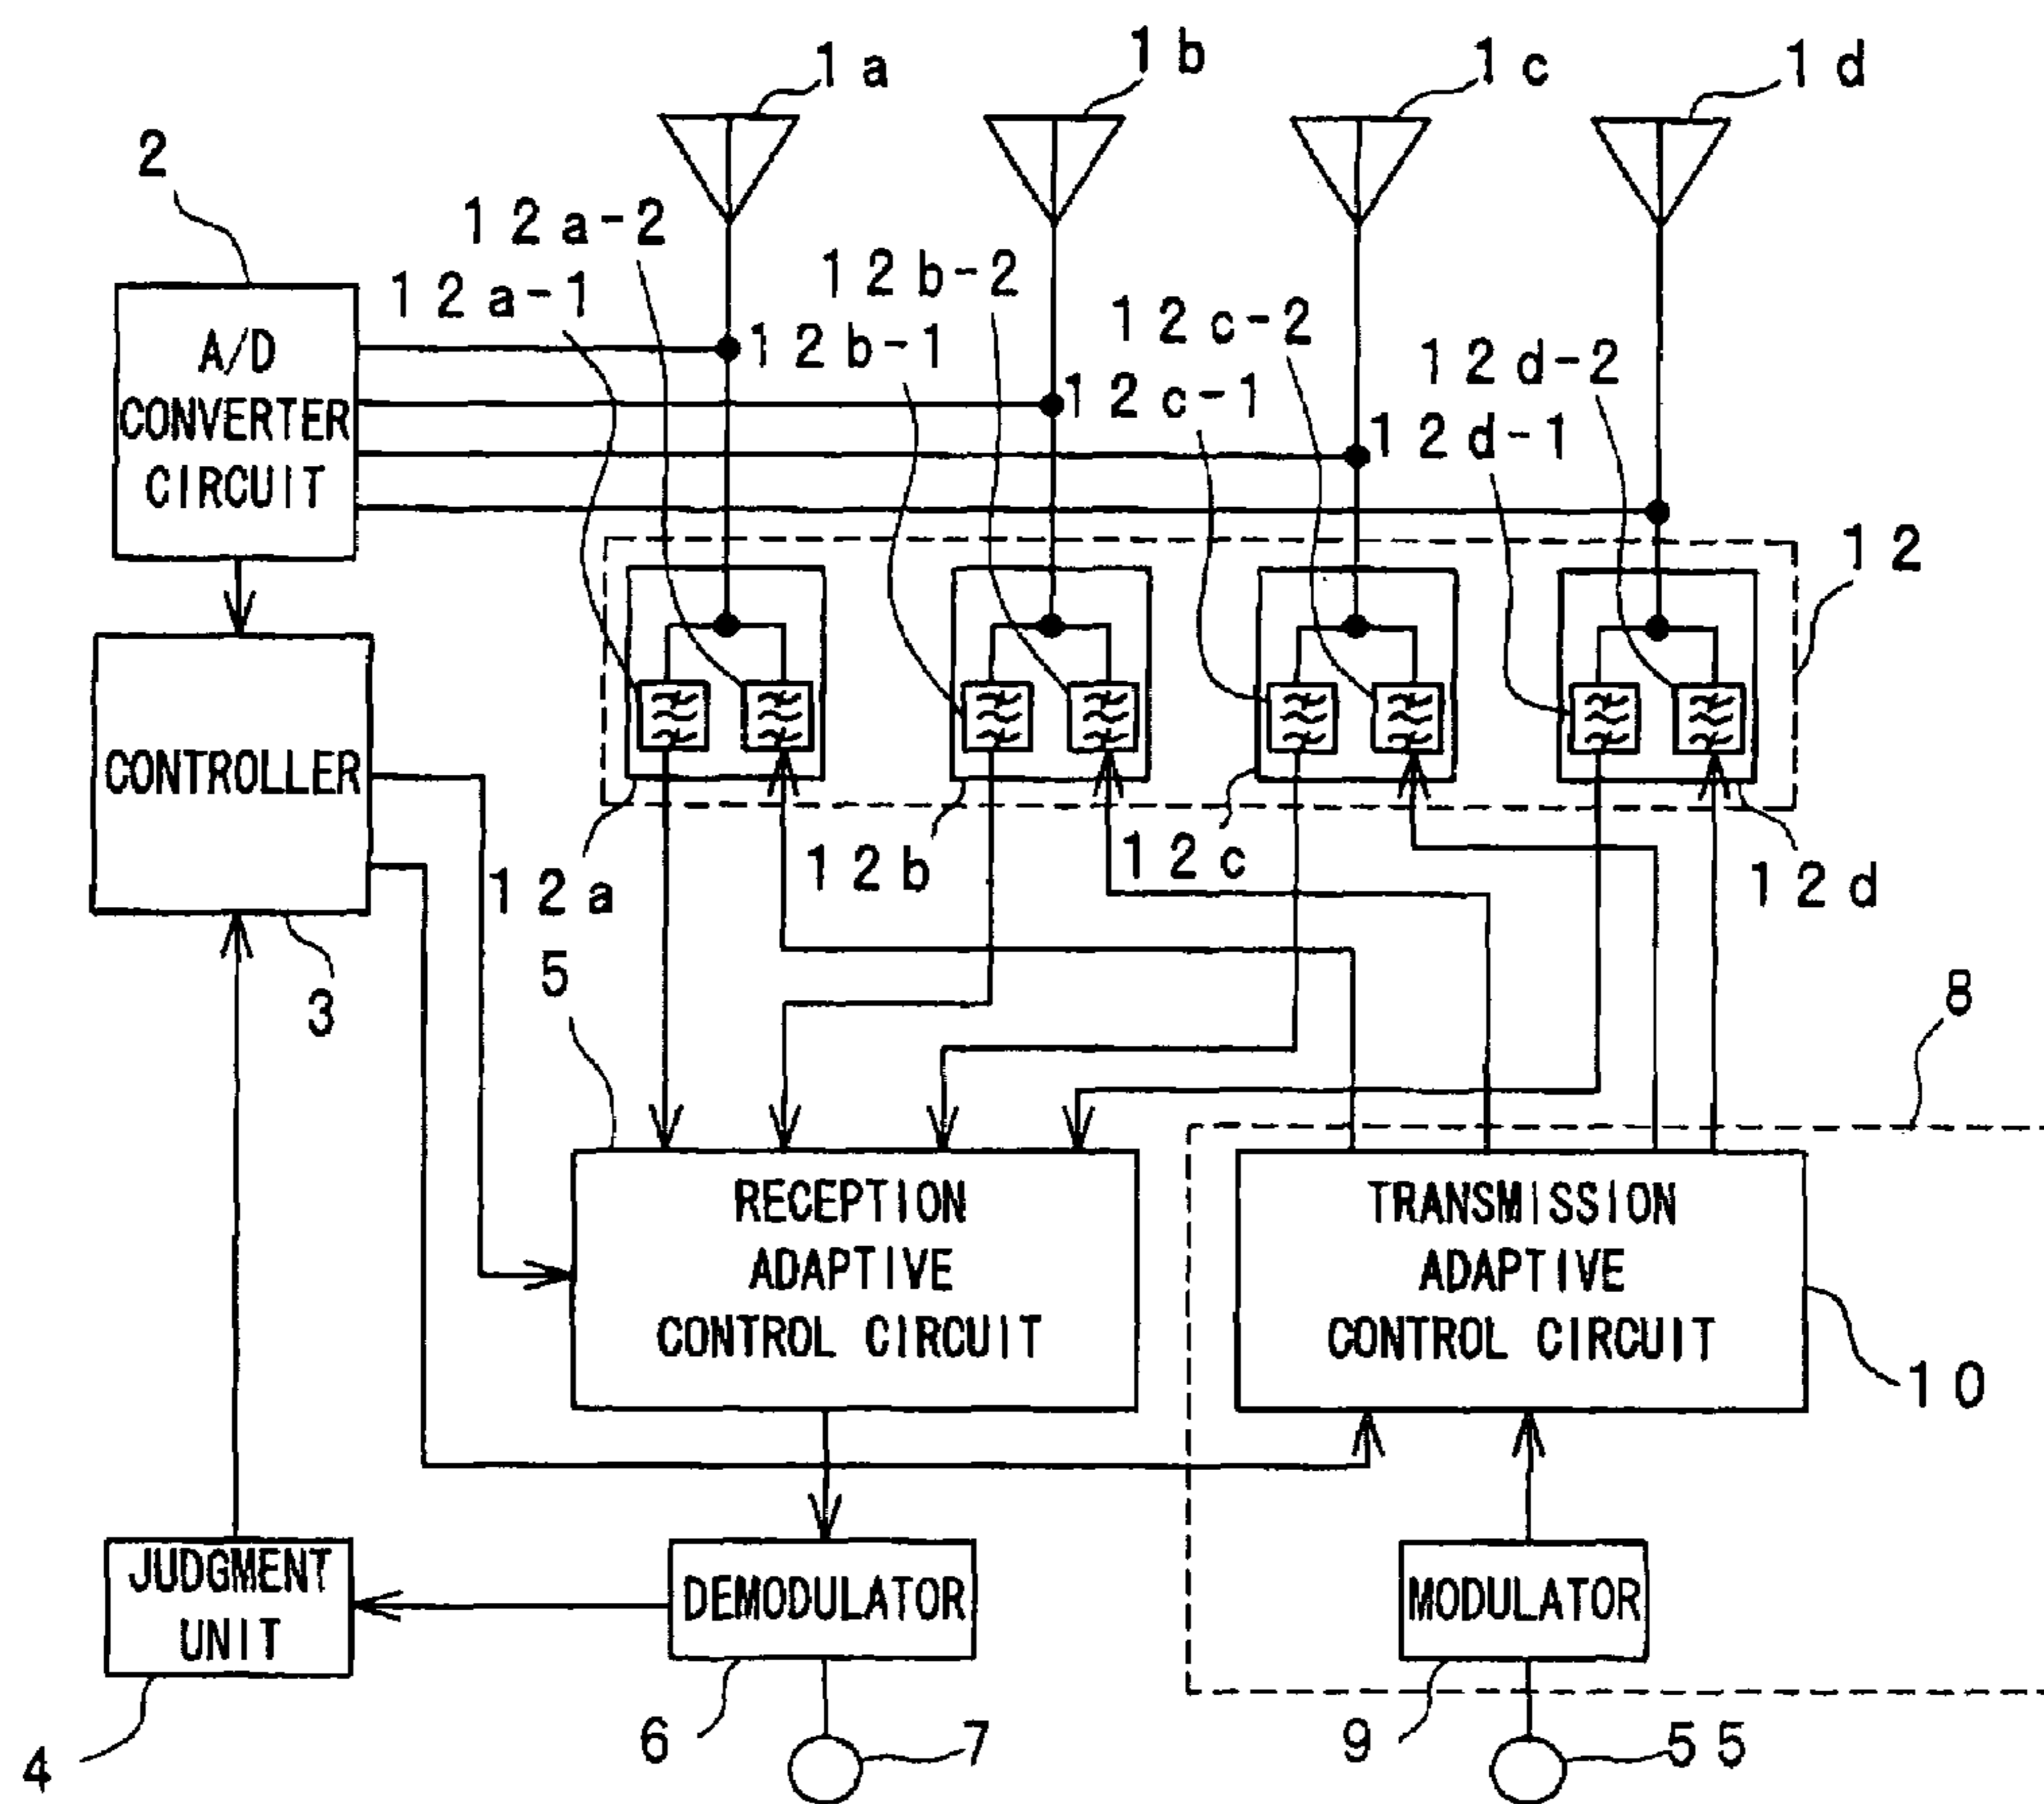 1a
1b
1c
1d
2
12a-2
12a-1
12b-2
12b-1
12c-2
12c-1
12d-2
12d-1
A/D
CONVERTER
CIRCUIT
12
CONTROLLER
12a
12b
12c
12d
3
5
8
RECEPTION
ADAPTIVE
CONTROL CIRCUIT
TRANSMISSION
ADAPTIVE
CONTROL CIRCUIT
10
JUDGMENT
UNIT
DEMODULATOR
MODULATOR
4
6
7
9
55